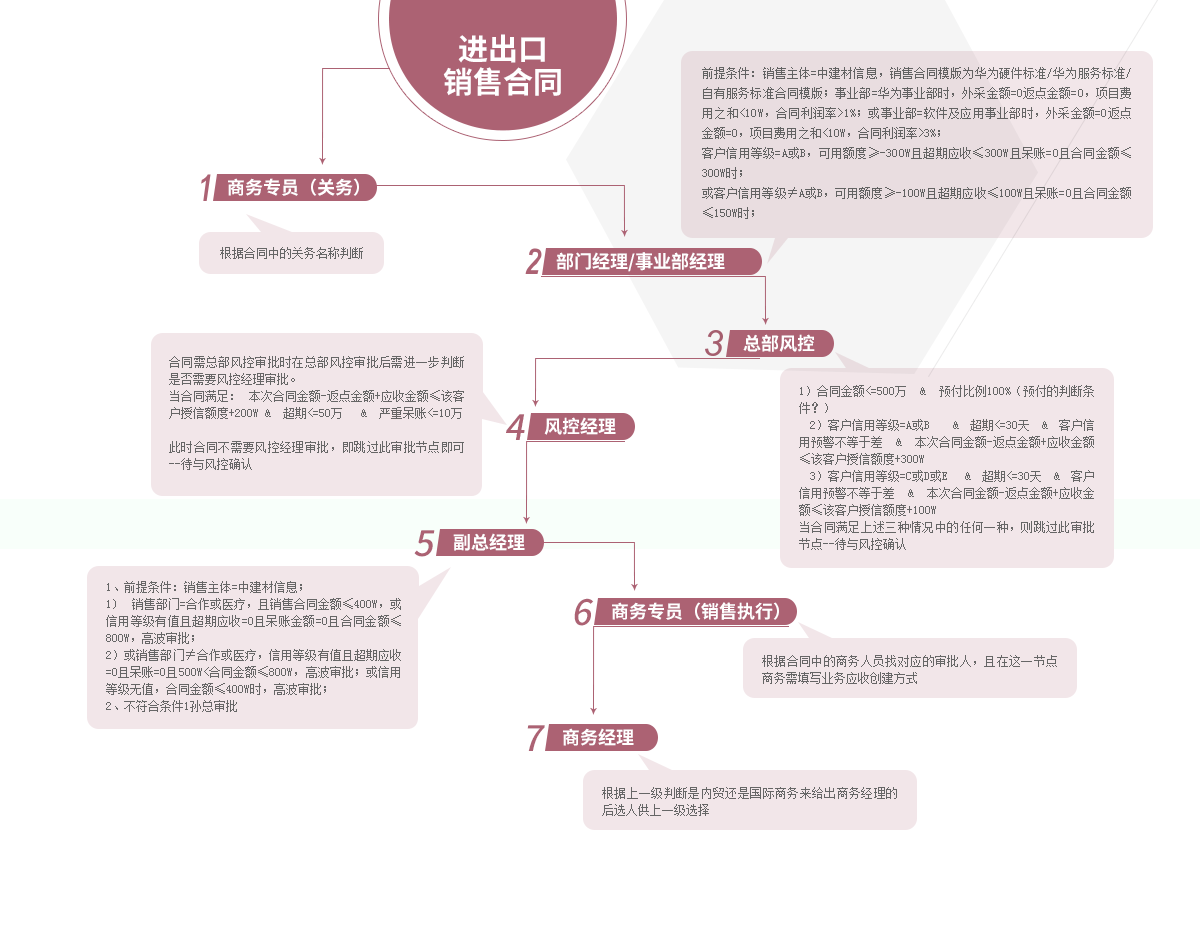 进出口
销售合同
前提条件：销售主体=中建材信息，销售合同模版为华为硬件标准/华为服务标准/
自有服务标准合同模版；事业部=华为事业部时，外采金额=0返点金额=0，项目费
用之和<10W，合同利润率>1%；或事业部=软件及应用事业部时，外采金额=0返点
金额=0，项目费用之和<10W，合同利润率>3%；
客户信用等级=A或B，可用额度≥-300W且超期应收≤300W且呆账=0且合同金额≤
300W时；
或客户信用等级≠A或B，可用额度≥-100W且超期应收≤100W且呆账=0且合同金额
≤150W时；
1 商务专员（关务）
根据合同中的关务名称判断
2 部门经理/事业部经理
3 总部风控
合同需总部风控审批时在总部风控审批后需进一步判断
是否需要风控经理审批。
当合同满足： 本次合同金额-返点金额+应收金额≤该客
户授信额度+200W & 超期<=50万 & 严重呆账<=10万
此时合同不需要风控经理审批，即跳过此审批节点即可
--待与风控确认
1）合同金额<=500万 & 预付比例100%（预付的判断条
件？）
2）客户信用等级=A或B & 超期<=30天 & 客户信
用预警不等于差 & 本次合同金额-返点金额+应收金额
≤该客户授信额度+300W
3）客户信用等级=C或D或E & 超期<=30天 & 客户
信用预警不等于差 & 本次合同金额-返点金额+应收金
额≤该客户授信额度+100W
当合同满足上述三种情况中的任何一种，则跳过此审批
节点--待与风控确认
4 风控经理
5 副总经理
1、前提条件：销售主体=中建材信息；
1） 销售部门=合作或医疗，且销售合同金额≤400W，或
信用等级有值且超期应收=0且呆账金额=0且合同金额≤
800W，高波审批；
2）或销售部门≠合作或医疗，信用等级有值且超期应收
=0且呆账=0且500W<合同金额≤800W，高波审批；或信用
等级无值，合同金额≤400W时，高波审批；
2、不符合条件1孙总审批
6 商务专员（销售执行）
根据合同中的商务人员找对应的审批人，且在这一节点
商务需填写业务应收创建方式
7 商务经理
根据上一级判断是内贸还是国际商务来给出商务经理的
后选人供上一级选择